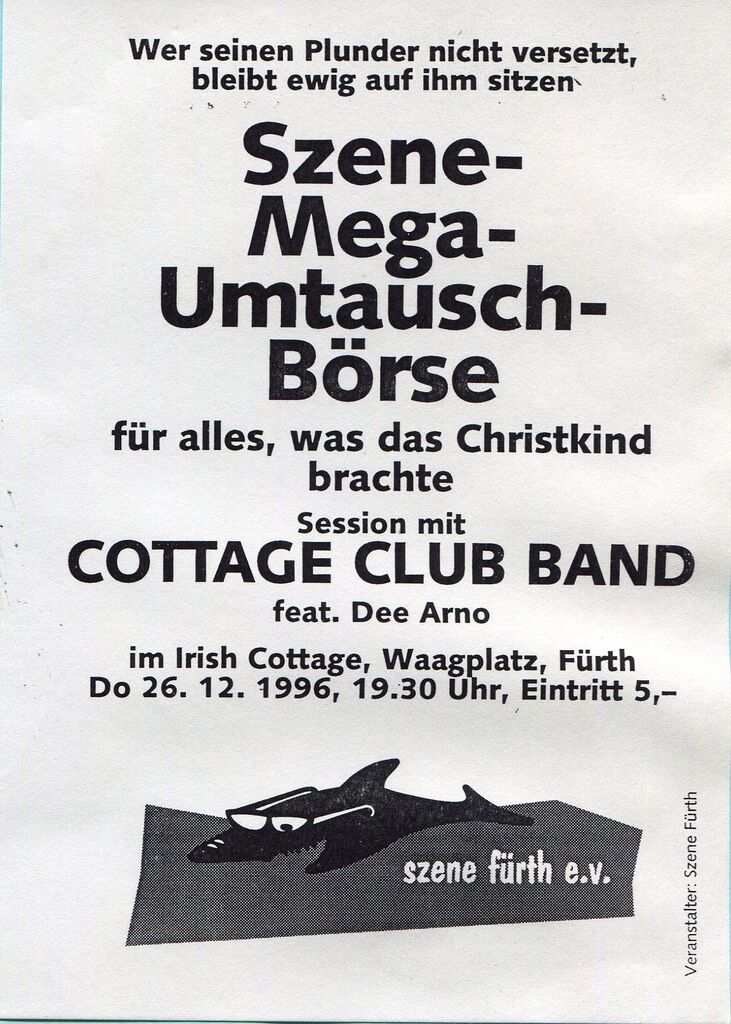 Wer seinen Plunder nicht versetzt,
bleibt ewig auf ihm sitzen
Szene-
Mega-
Umtausch-
Börse
für alles, was das Christkind
brachte
Session mit
COTTAGE CLUB BAND
feat. Dee Arno
im Irish Cottage, Waagplatz, Fürth
Do 26. 12. 1996, 19.30 Uhr, Eintritt 5,–
szene fürth e.v.
Veranstalter: Szene Fürth